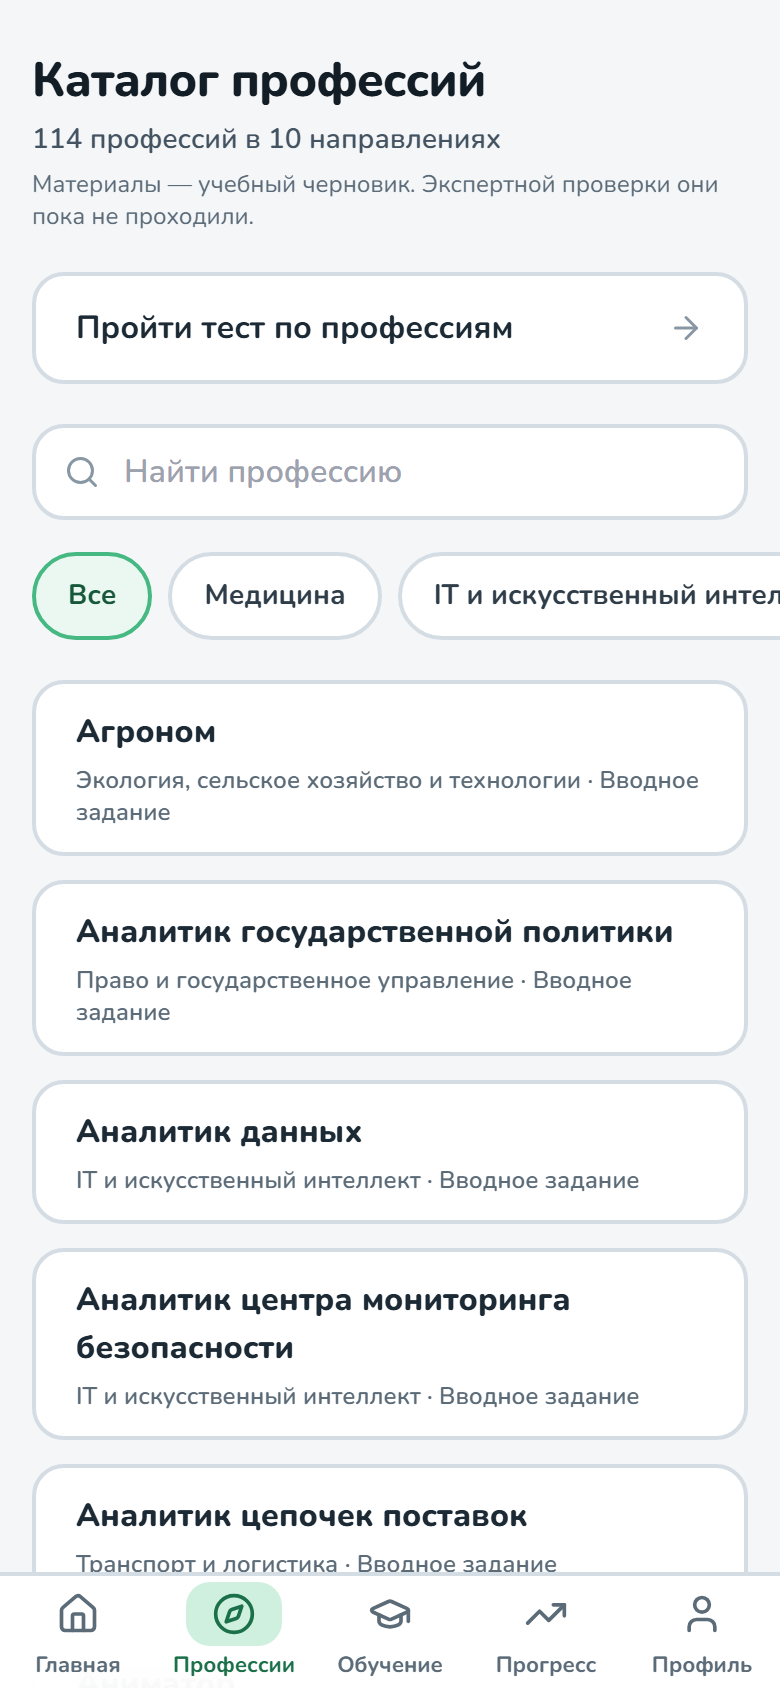 Каталог профессий
114 профессий в 10 направлениях
Материалы — учебный черновик. Экспертной проверки они
пока не проходили.
Пройти тест по профессиям
Найти профессию
Все
Медицина
IT и искусственный интел
Агроном
Экология, сельское хозяйство и технологии · Вводное
задание
Аналитик государственной политики
Право и государственное управление · Вводное
задание
Аналитик данных
IT и искусственный интеллект · Вводное задание
Аналитик центра мониторинга
безопасности
IT и искусственный интеллект · Вводное задание
Аналитик цепочек поставок
Транспорт и логистика · Вводное задание
Главная
Профессии
Обучение
Прогресс
Профиль